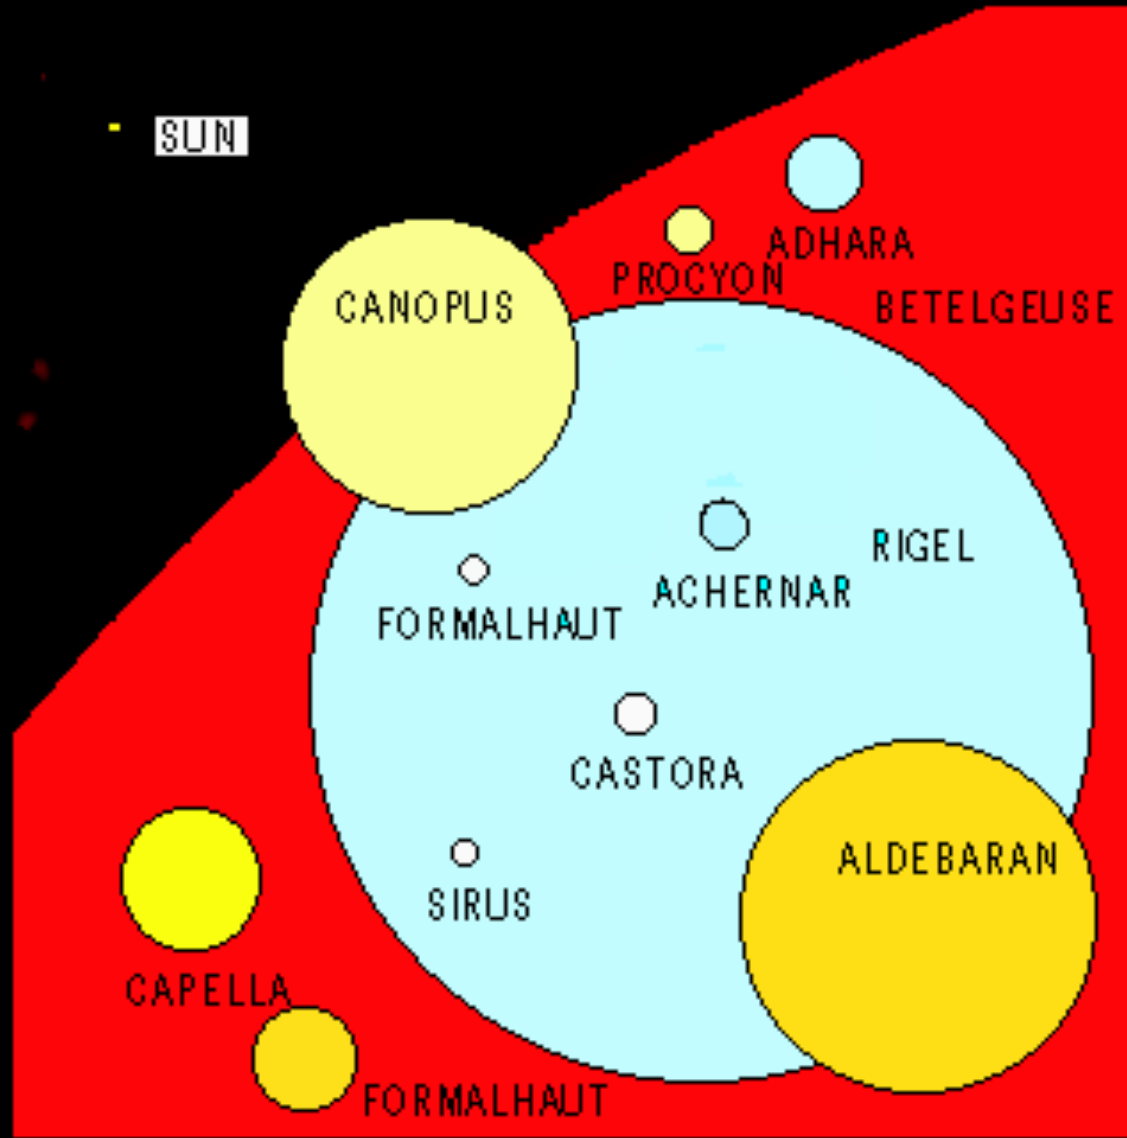 SUN
ADHARA
PROCYON
CANOPUS
BETELGEUSE
RIGEL
ACHERNAR
FORMALHAUT
CASTORA
ALDEBARAN
SIRUS
CAPELLA
FORMALHAUT